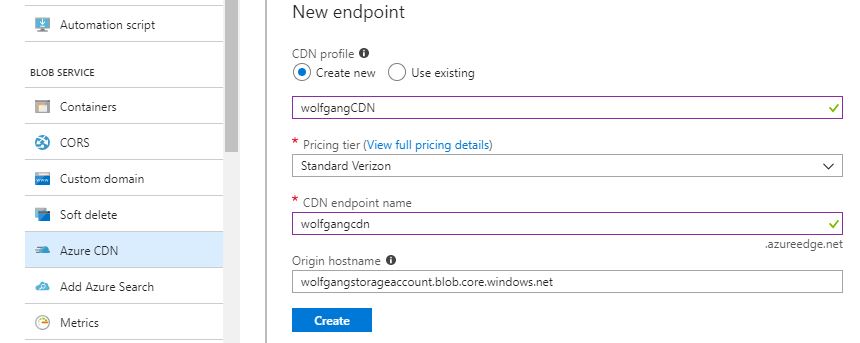 Automation script
BLOB SERVICE
Containers
CORS
Custom domain
Soft delete
Azure CDN
Add Azure Search
Metrics
New endpoint
CDN profile
Create new Use existing
wolfgangCDN
* Pricing tier (View full pricing details)
Standard Verizon
* CDN endpoint name
wolfgangcdn
.azureedge.net
Origin hostname
wolfgangstorageaccount.blob.core.windows.net
Create